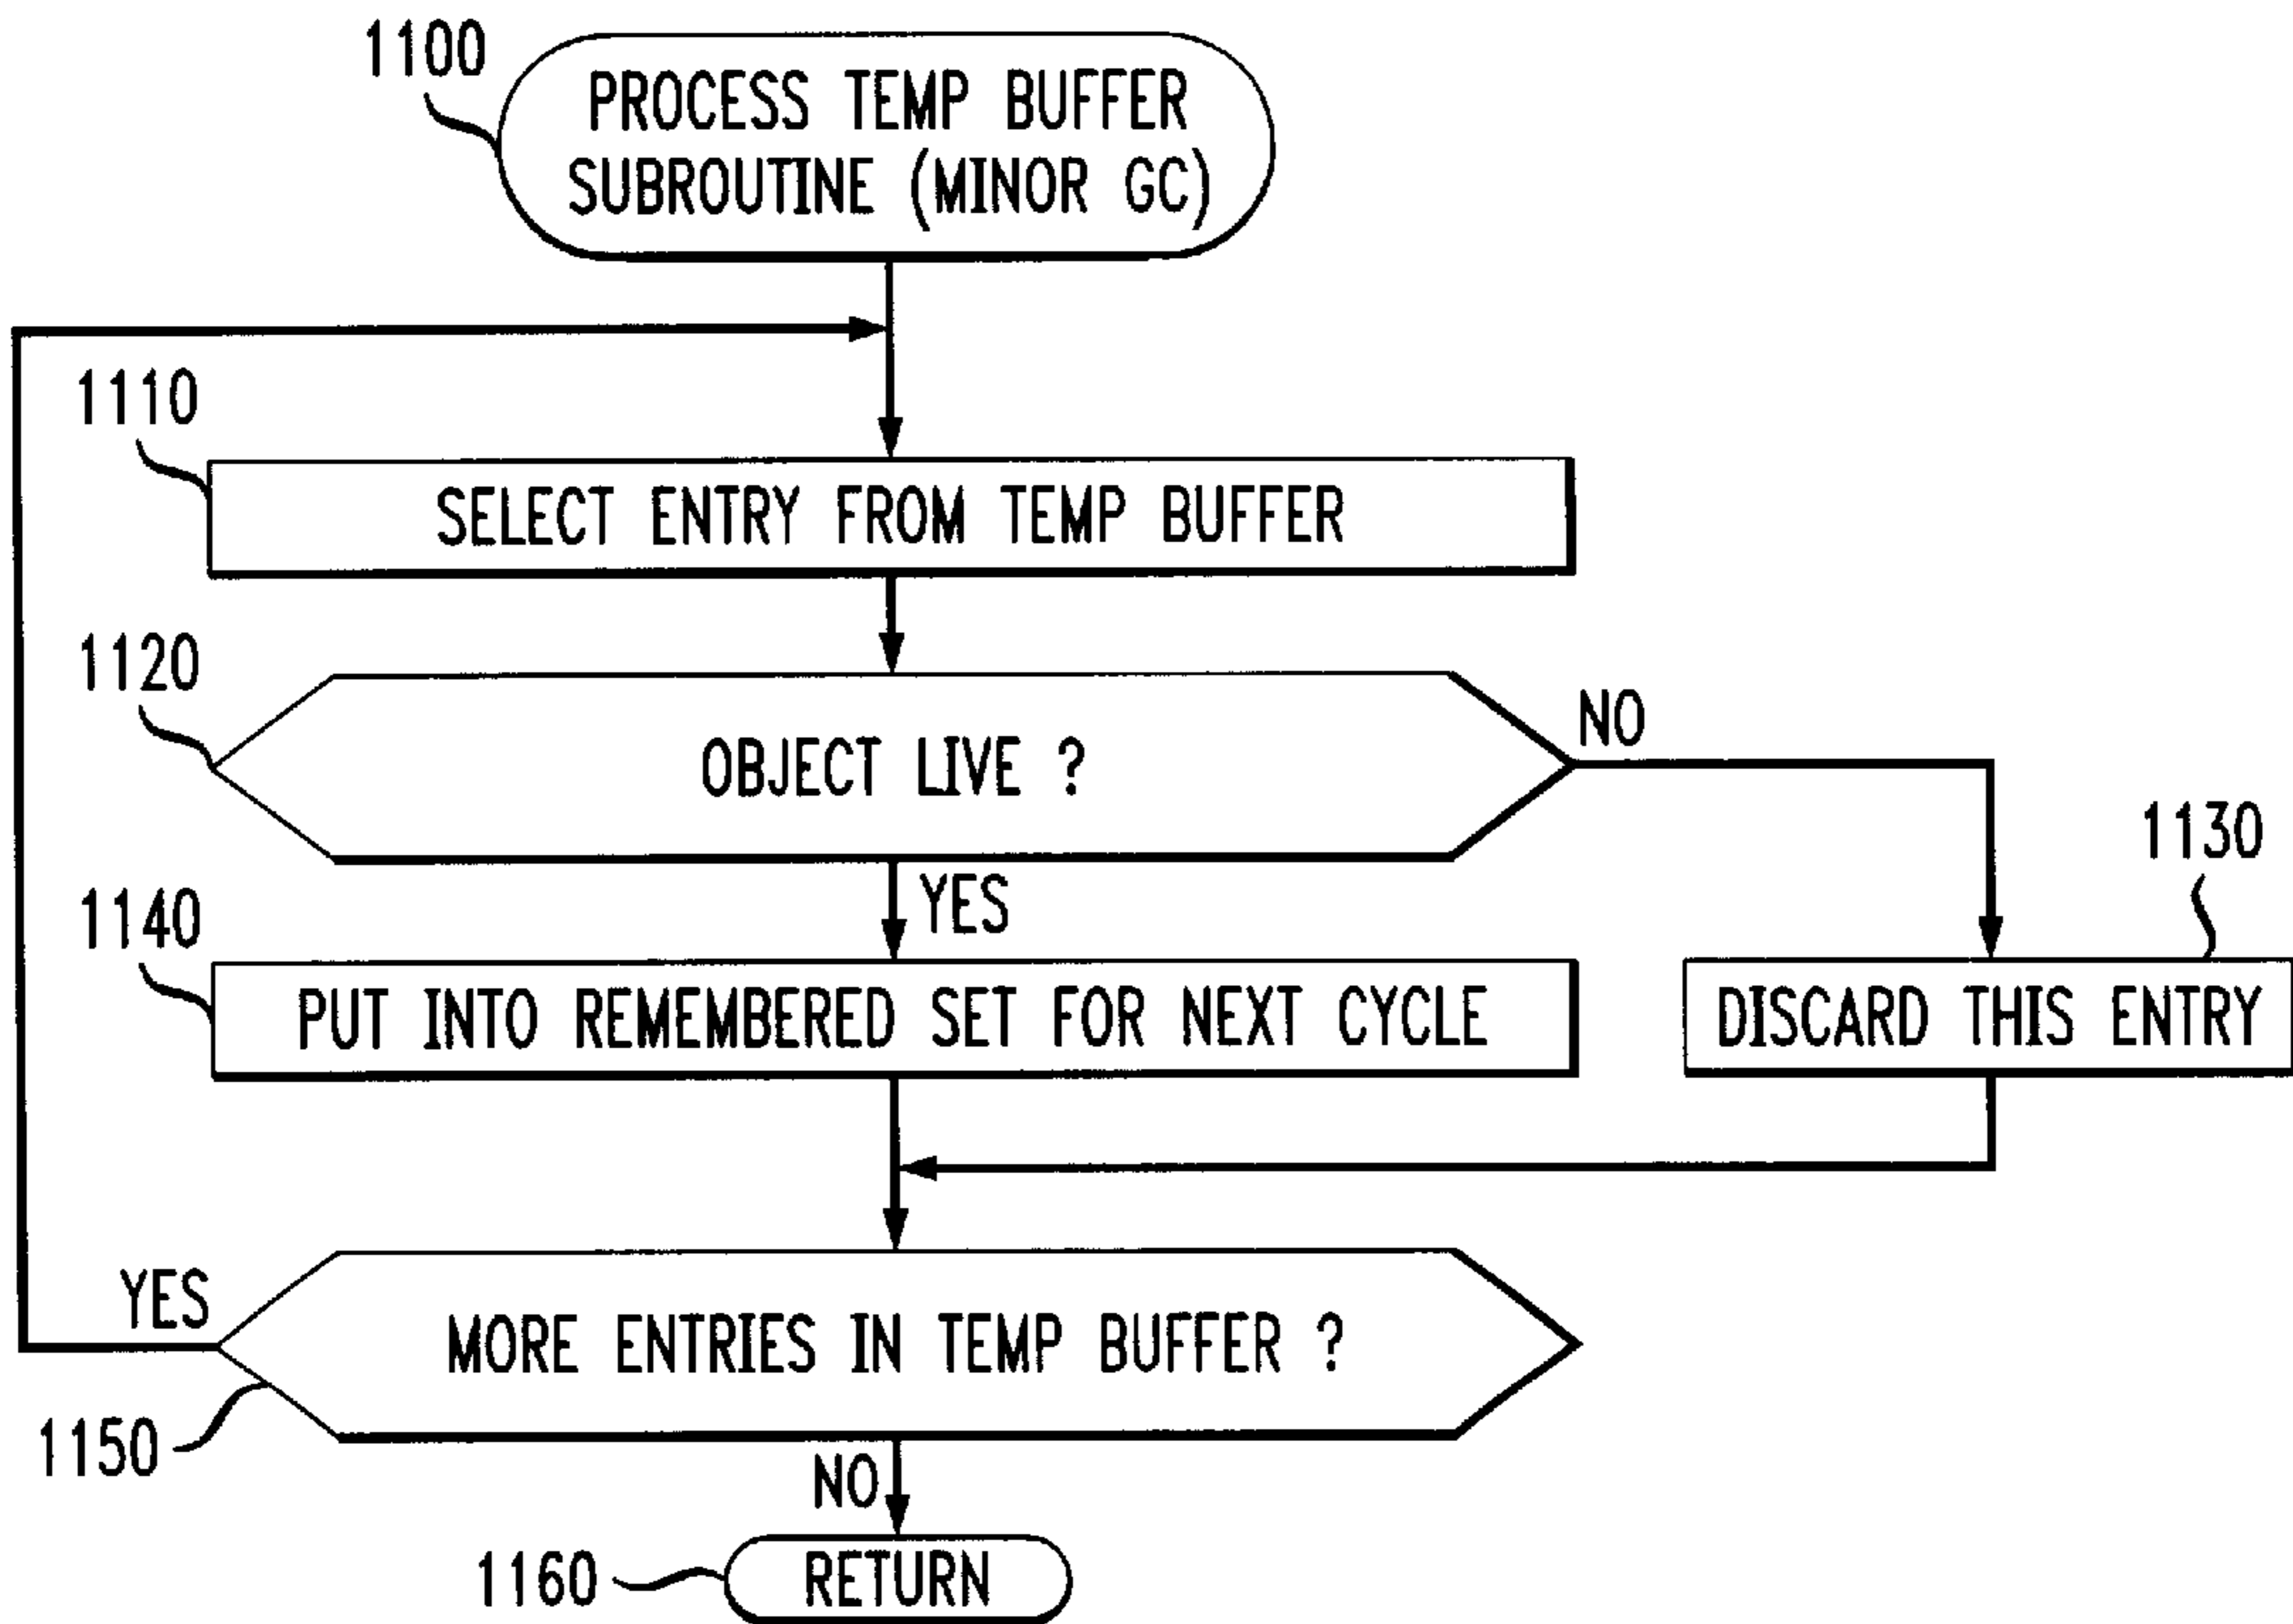 1100
PROCESS TEMP BUFFER
SUBROUTINE (MINOR GC)
1110
SELECT ENTRY FROM TEMP BUFFER
1120
OBJECT LIVE ?
NO
1130
YES
1140
PUT INTO REMEMBERED SET FOR NEXT CYCLE
DISCARD THIS ENTRY
YES
MORE ENTRIES IN TEMP BUFFER ?
1150
NO
1160
RETURN